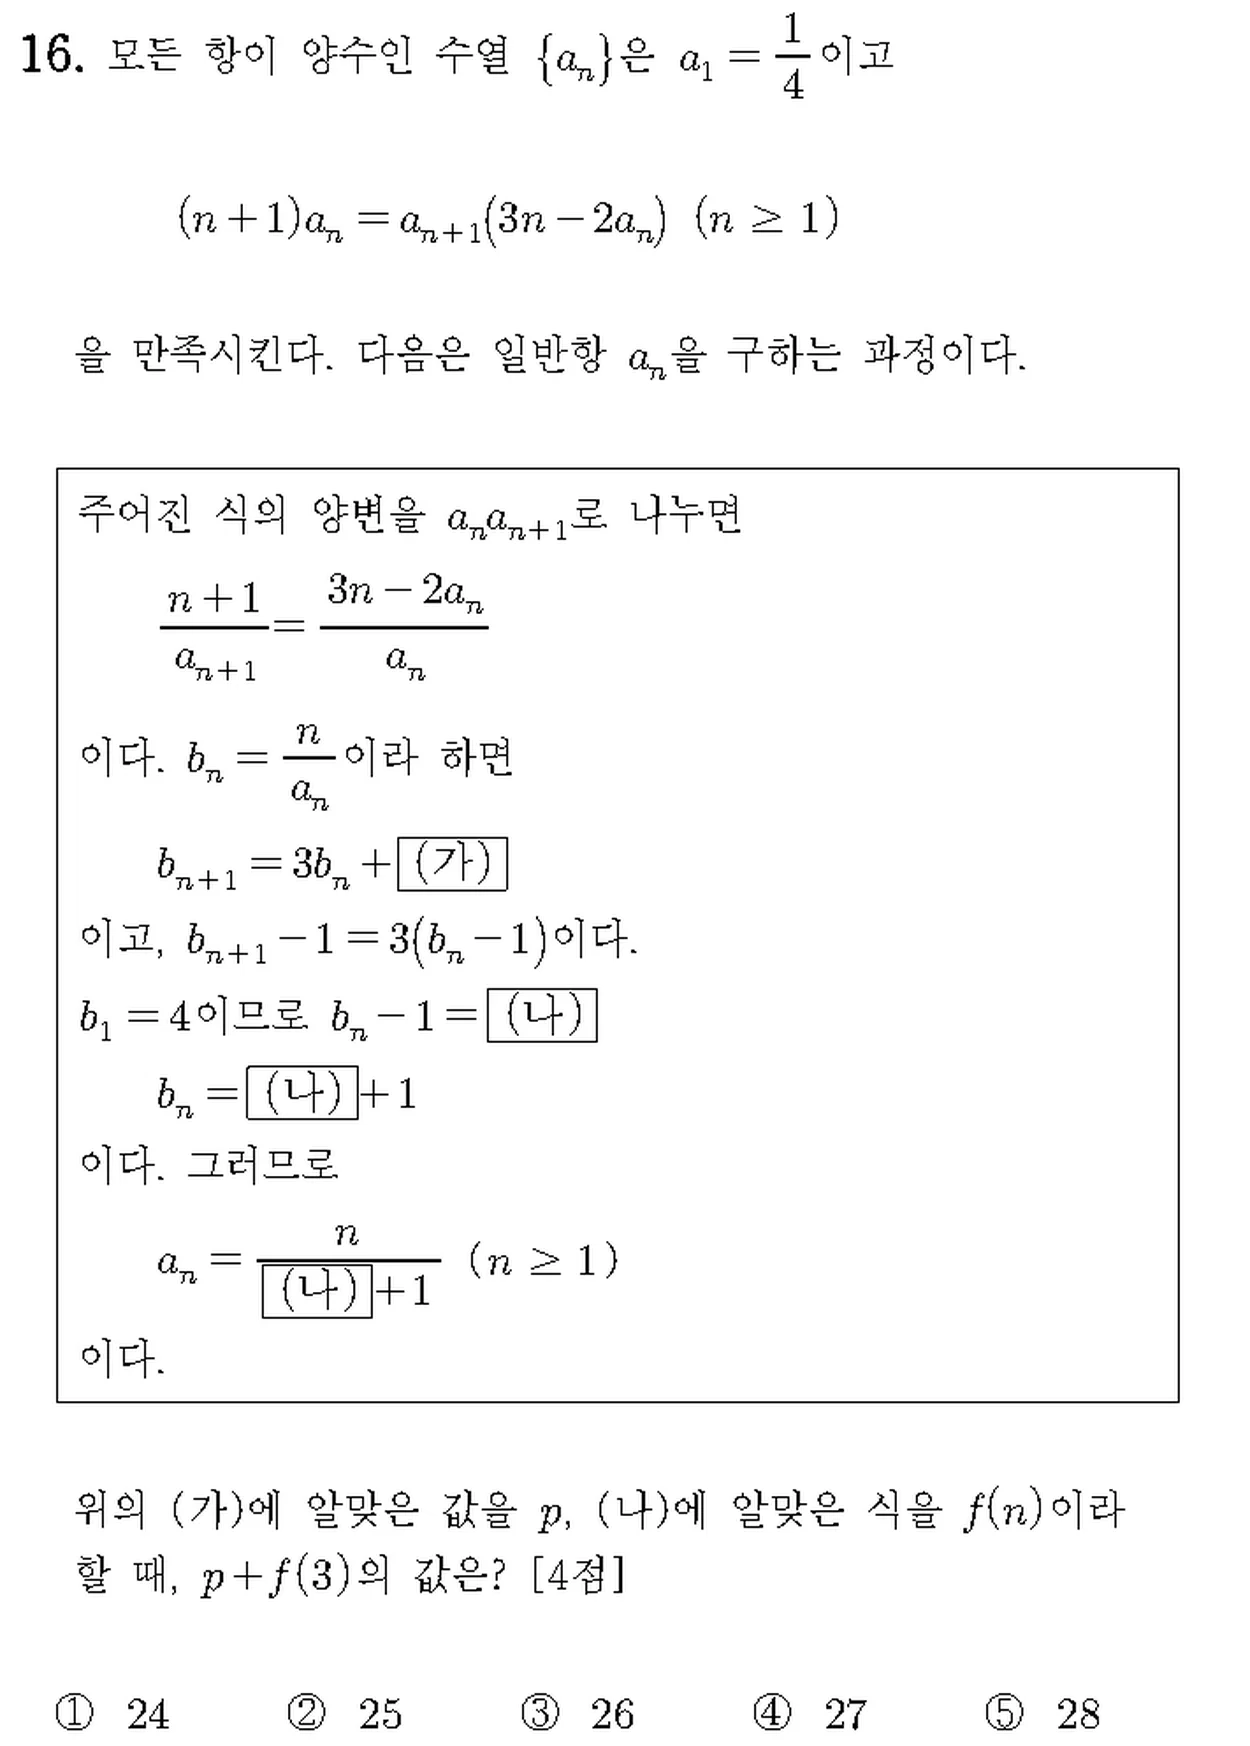 16. 모든 항이 양수인 수열 {aₙ}은 a₁ = 1/4 이고
(n+1)aₙ = aₙ₊₁(3n − 2aₙ) (n ≥ 1)
을 만족시킨다. 다음은 일반항 aₙ을 구하는 과정이다.
주어진 식의 양변을 aₙaₙ₊₁로 나누면
(n+1)/aₙ₊₁ = (3n − 2aₙ)/aₙ
이다. bₙ = n/aₙ 이라 하면
bₙ₊₁ = 3bₙ + (가)
이고, bₙ₊₁ − 1 = 3(bₙ − 1)이다.
b₁ = 4이므로 bₙ − 1 = (나)
bₙ = (나) + 1
이다. 그러므로
aₙ = n/((나) + 1) (n ≥ 1)
이다.
위의 (가)에 알맞은 값을 p, (나)에 알맞은 식을 f(n)이라
할 때, p+f(3)의 값은? [4점]
① 24 ② 25 ③ 26 ④ 27 ⑤ 28